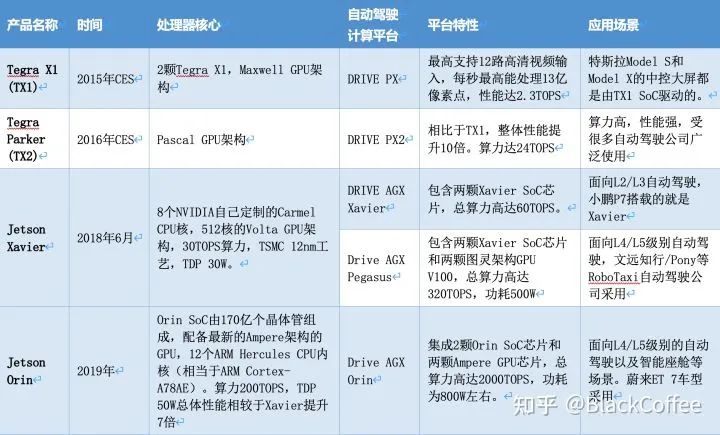 产品名称 时间 处理器核心 自动驾驶
计算平台 平台特性 应用场景
Tegra X1
(TX1)
2015年CES
2颗Tegra X1，Maxwell GPU架
构
DRIVE PX
最高支持12路高清视频输
入，每秒最高能处理13亿
像素点，性能达2.3TOPS
特斯拉Model S和
Model X的中控大屏都
是由TX1 SoC驱动的。
Tegra
Parker
(TX2)
2016年CES
Pascal GPU架构
DRIVE PX2
相比于TX1，整体性能提
升10倍。算力达24TOPS
算力高，性能强，受
很多自动驾驶公司广
泛使用
Jetson
Xavier
2018年6月
8个NVIDIA自己定制的Carmel
CPU核，512核的Volta GPU架
构，30TOPS算力，TSMC 12nm工
艺，TDP 30W。
DRIVE AGX
Xavier
包含两颗Xavier SoC芯
片，总算力高达60TOPS。
面向L2/L3自动驾驶，
小鹏P7搭载的就是
Xavier
Drive AGX
Pegasus
包含两颗Xavier SoC芯片
和两颗图灵架构GPU
V100，总算力高达
320TOPS，功耗500W
面向L4/L5级别自动驾
驶，文远知行/Pony等
RoboTaxi自动驾驶公
司采用
Jetson
Orin
2019年
Orin SoC由170亿个晶体管组
成，配备最新的Ampere架构的
GPU，12个ARM Hercules CPU内
核（相当于ARM Cortex-
A78AE）。算力200TOPS，TDP
50W总体性能相较于Xavier提升
7倍
Drive AGX
Orin
集成2颗Orin SoC芯片和
两颗Ampere GPU芯片，总
算力高达2000TOPS，功耗
为800W左右。
面向L4/L5级别的自动
驾驶以及智能座舱等
场景。蔚来ET 7车型
采用
知乎 @BlackCoffee